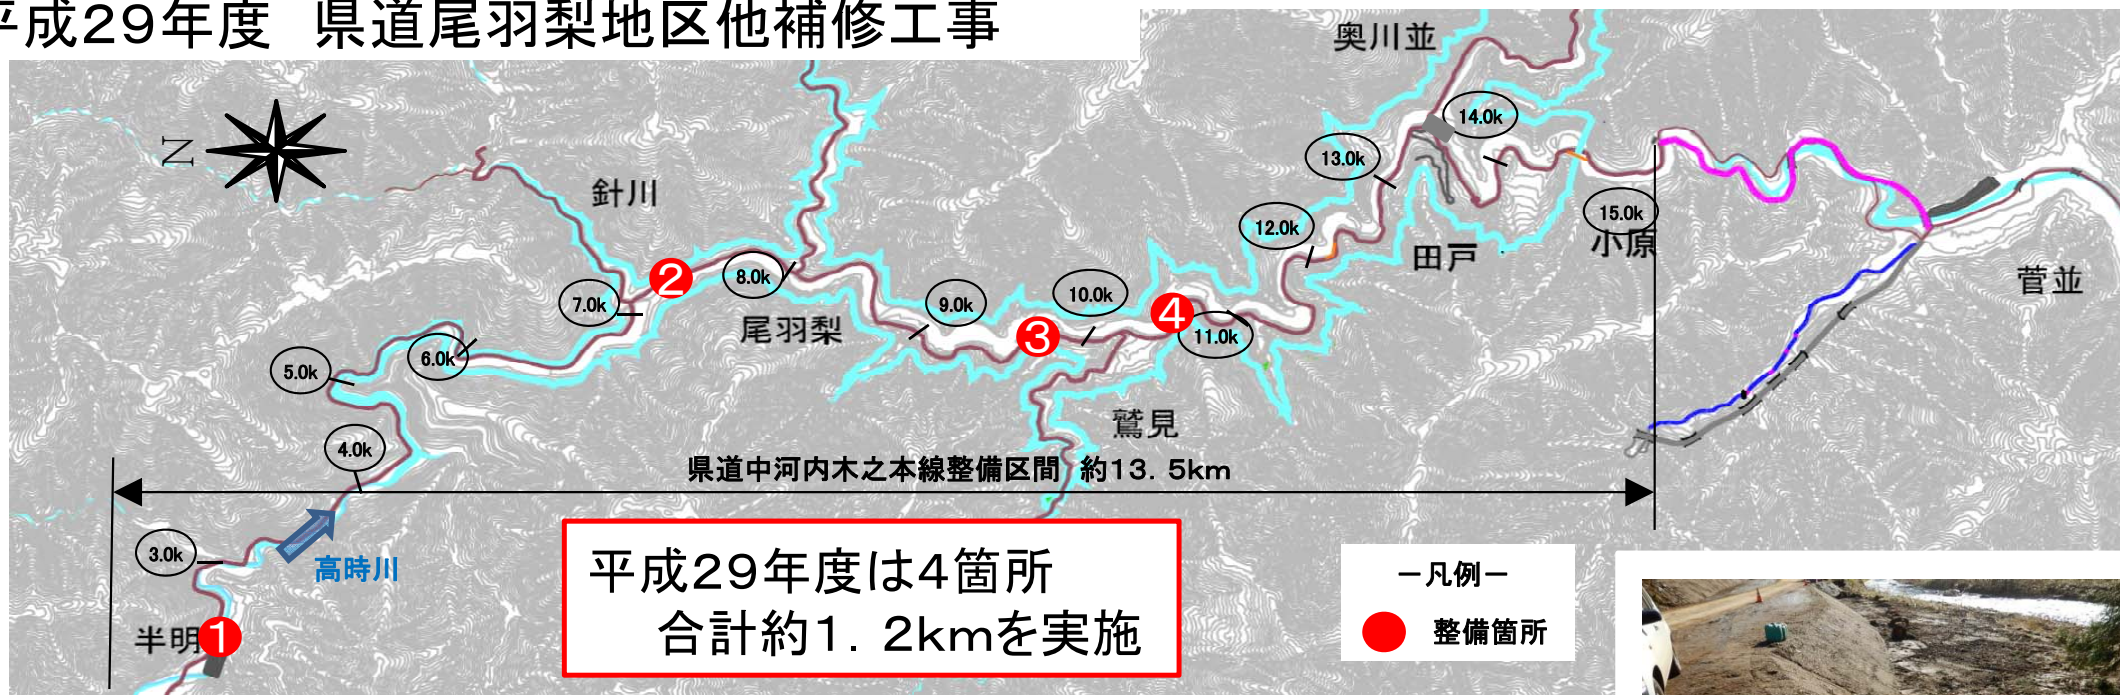 平成29年度 県道尾羽梨地区他補修工事
奥川並
N
14.0k
13.0k
針川
15.0k
12.0k
小原
田戸
菅並
2
8.0k
7.0k
9.0k
10.0k
4
尾羽梨
3
11.0k
6.0k
5.0k
鷲見
4.0k
県道中河内木之本線整備区間 約13.5km
3.0k
高時川
平成29年度は4箇所
合計約1.2kmを実施
－凡例－
整備箇所
半明
1